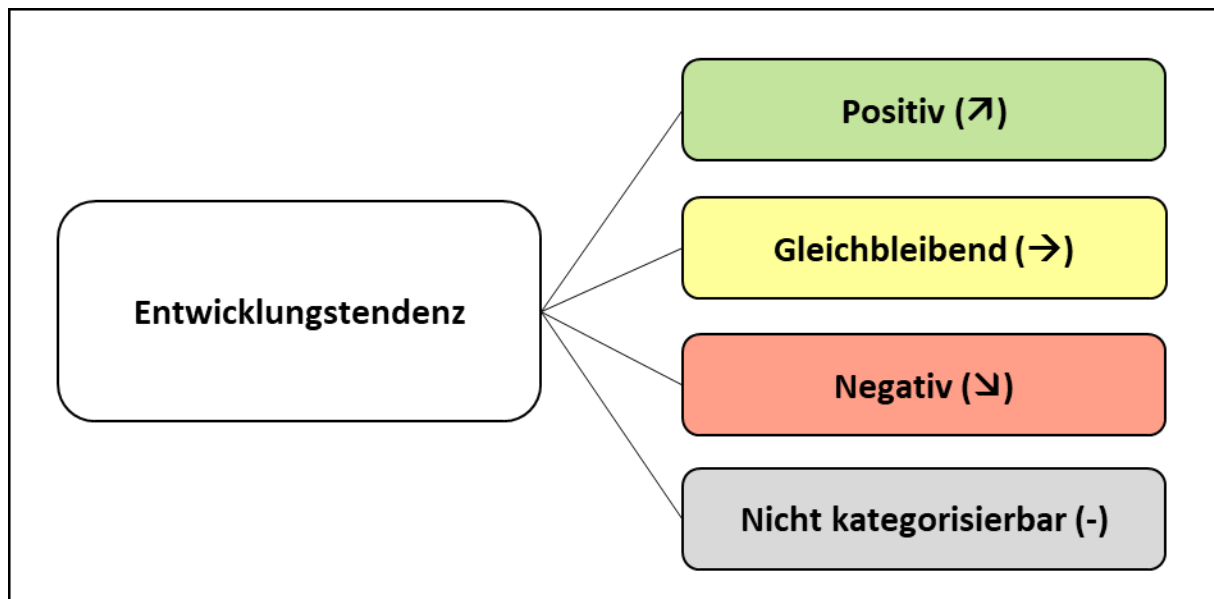 Positiv (↗)
Gleichbleibend (→)
Entwicklungstendenz
Negativ (↘)
Nicht kategorisierbar (-)